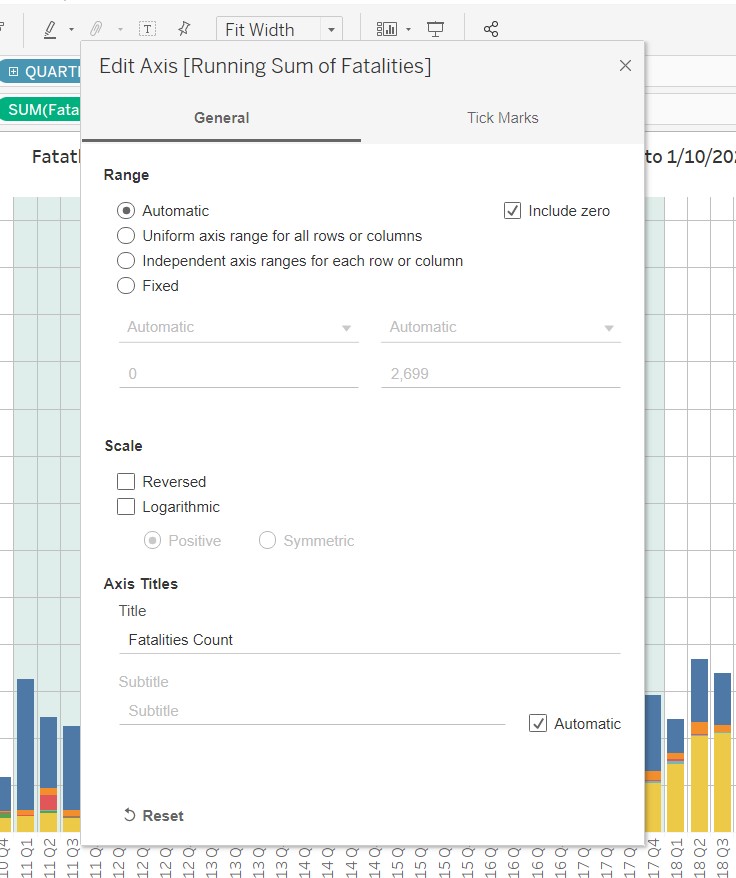 Fit Width
QUART
Edit Axis [Running Sum of Fatalities]
SUM(Fata
General
Tick Marks
Fatatl
to 1/10/202
Range
Automatic
Include zero
Uniform axis range for all rows or columns
Independent axis ranges for each row or column
Fixed
Automatic
Automatic
0
2,699
Scale
Reversed
Logarithmic
Positive
Symmetric
Axis Titles
Title
Fatalities Count
Subtitle
Subtitle
Automatic
Reset
10 Q4
11 Q1
11 Q2
11 Q3
11 Q
12 Q
12 Q
12 Q
12 Q
13 Q
13 Q
13 Q
13 Q
14 Q
14 Q
14 Q
14 Q
15 Q
15 Q
15 Q
15 Q
16 Q
16 Q
16 Q
16 Q
17 Q
17 Q
17 Q
17 Q4
18 Q1
18 Q2
18 Q3